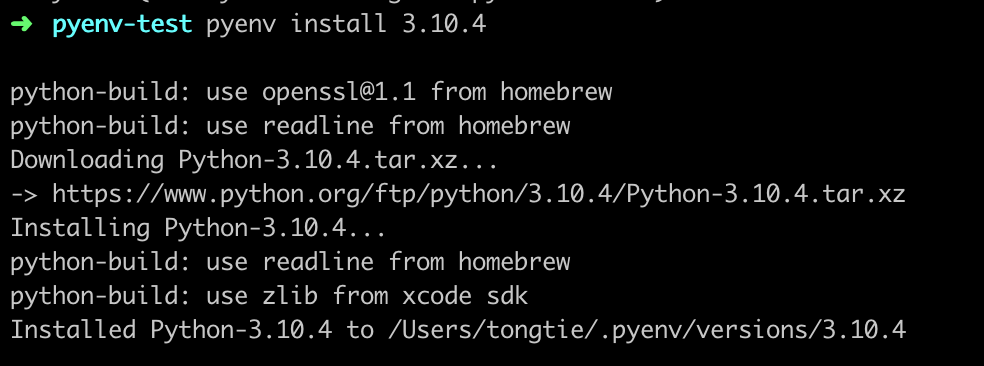 ➜ pyenv-test pyenv install 3.10.4
python-build: use openssl@1.1 from homebrew
python-build: use readline from homebrew
Downloading Python-3.10.4.tar.xz...
-> https://www.python.org/ftp/python/3.10.4/Python-3.10.4.tar.xz
Installing Python-3.10.4...
python-build: use readline from homebrew
python-build: use zlib from xcode sdk
Installed Python-3.10.4 to /Users/tongtie/.pyenv/versions/3.10.4